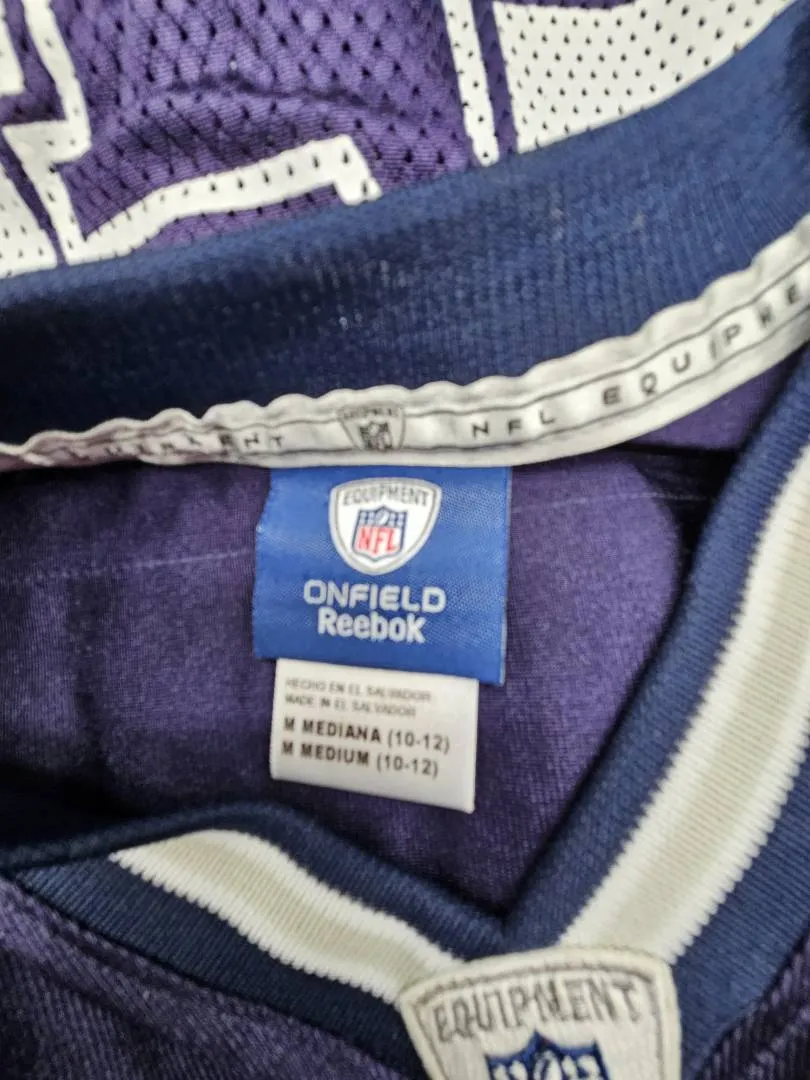 NFL EQUIPME
EQUIPMENT
NFL
ONFIELD
Reebok
HECHO EN EL SALVADOR
MADE IN EL SALVADOR
M MEDIANA (10-12)
M MEDIUM (10-12)
EQUIPMENT